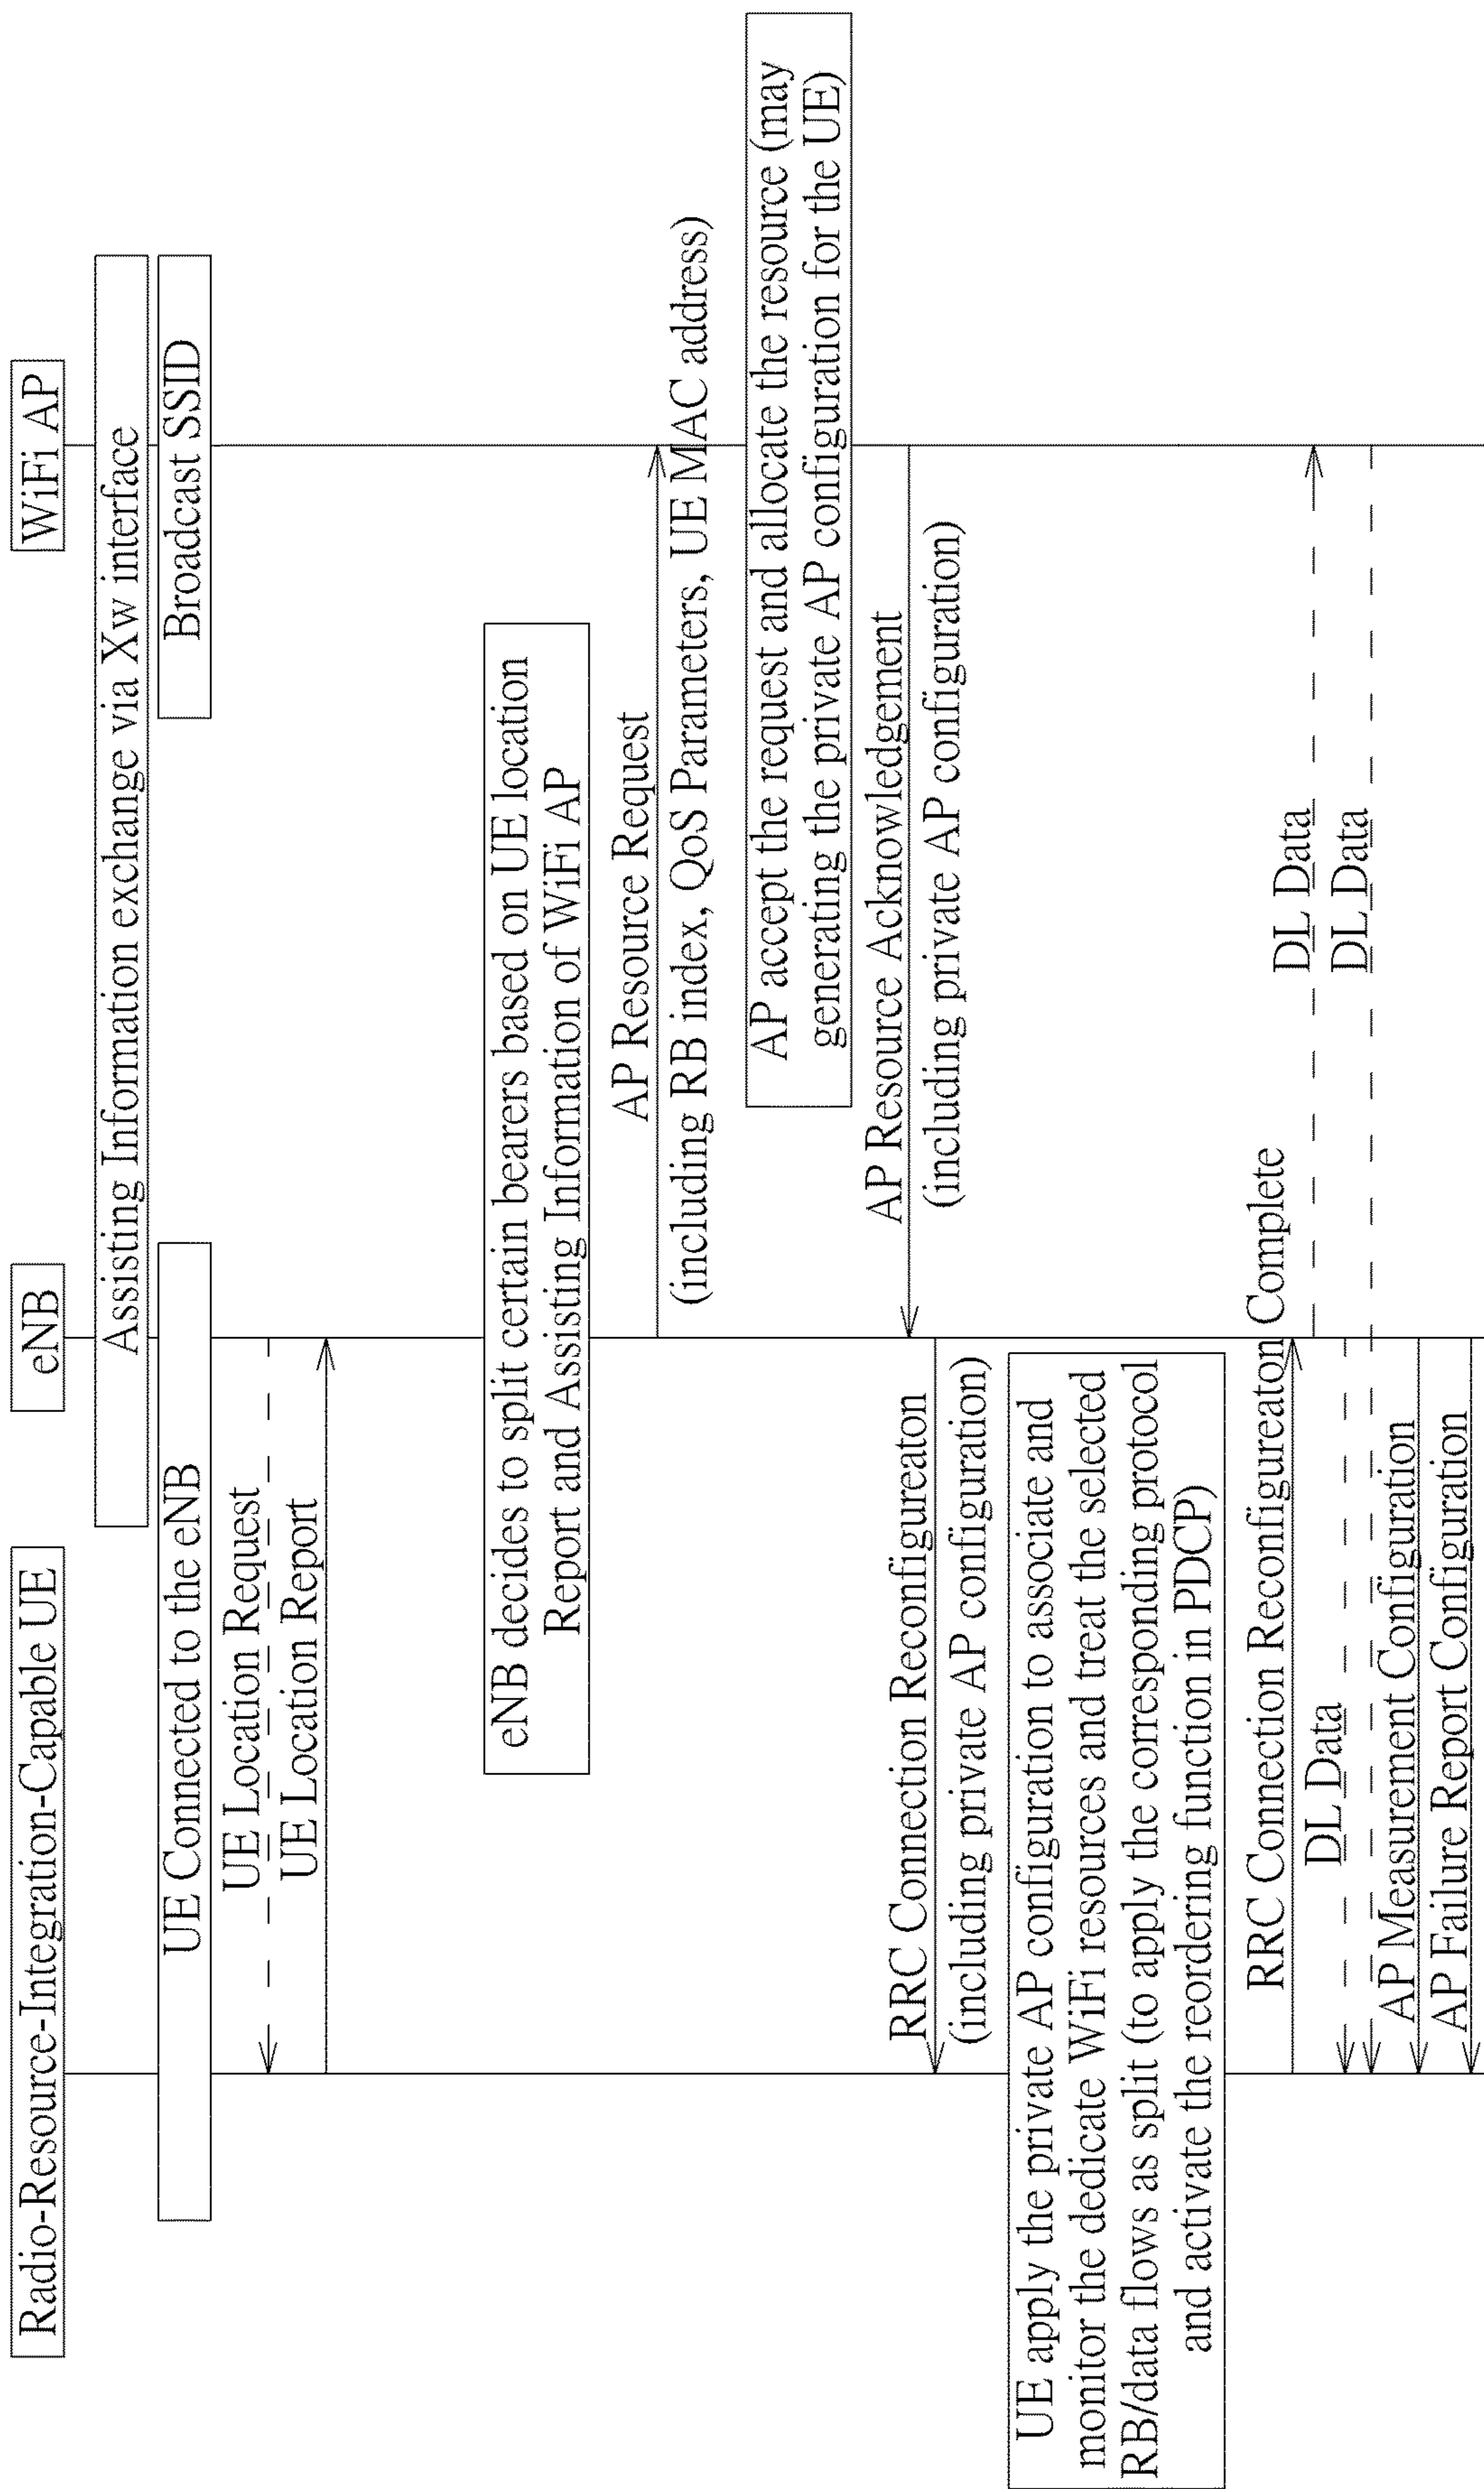 Radio-Resource-Integration-Capable UE
eNB
WiFi AP
Assisting Information exchange via Xw interface
UE Connected to the eNB
Broadcast SSID
UE Location Request
UE Location Report
eNB decides to split certain bearers based on UE location
Report and Assisting Information of WiFi AP
AP Resource Request
(including RB index, QoS Parameters, UE MAC address)
AP accept the request and allocate the resource (may
generating the private AP configuration for the UE)
AP Resource Acknowledgement
(including private AP configuration)
RRC Connection Reconfigureaton
(including private AP configuration)
UE apply the private AP configuration to associate and
monitor the dedicate WiFi resources and treat the selected
RB/data flows as split (to apply the corresponding protocol
and activate the reordering function in PDCP)
RRC Connection Reconfigureaton Complete
DL Data
DL Data
DL Data
AP Measurement Configuration
AP Failure Report Configuration